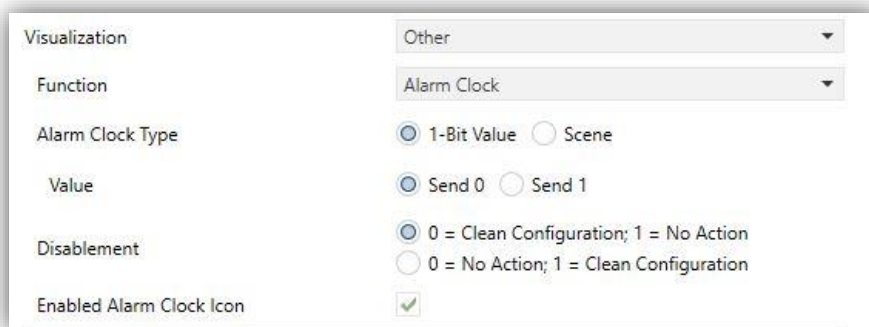 Visualization Other
Function Alarm Clock
Alarm Clock Type 1-Bit Value Scene
Value Send 0 Send 1
Disablement 0 = Clean Configuration; 1 = No Action
0 = No Action; 1 = Clean Configuration
Enabled Alarm Clock Icon